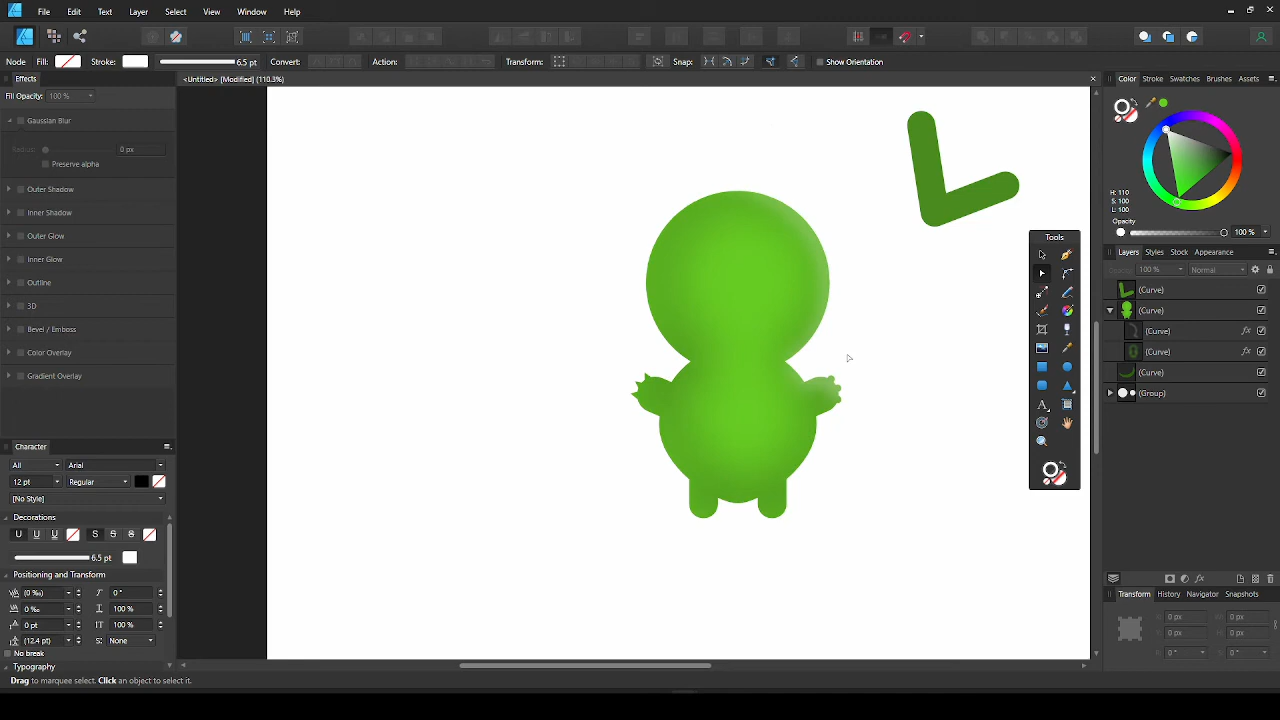 File Edit Text Layer Select View Window Help
Node Fill: Stroke: 6.5 pt Convert: Action: Transform: Snap: Show Orientation
Effects
<Untitled> [Modified] (110.3%)
Color Stroke Swatches Brushes Assets
Fill Opacity: 100 %
Gaussian Blur
Radius: 0 px
Preserve alpha
Outer Shadow
Inner Shadow
Outer Glow
Inner Glow
Outline
3D
Bevel / Emboss
Color Overlay
Gradient Overlay
H: 110
S: 100
L: 100
Opacity
100 %
Tools
A
Layers Styles Stock Appearance
Opacity: 100 % Normal
(Curve)
(Curve)
(Curve) fx
(Curve) fx
(Curve)
(Group)
fx
Character
All Arial
12 pt Regular
[No Style]
Decorations
U U U S S S
6.5 pt
Positioning and Transform
(0 ‰) 0 °
0 ‰ 100 %
0 pt 100 %
(12.4 pt) S: None
No break
Typography
Transform History Navigator Snapshots
X: 0 px W: 0 px
Y: 0 px H: 0 px
R: 0 ° S: 0 °
Drag to marquee select. Click an object to select it.